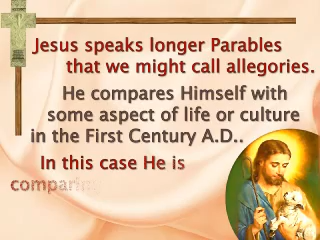 Jesus speaks longer Parables
that we might call allegories.
He compares Himself with
some aspect of life or culture
in the First Century A.D..
In this case He is
comparing